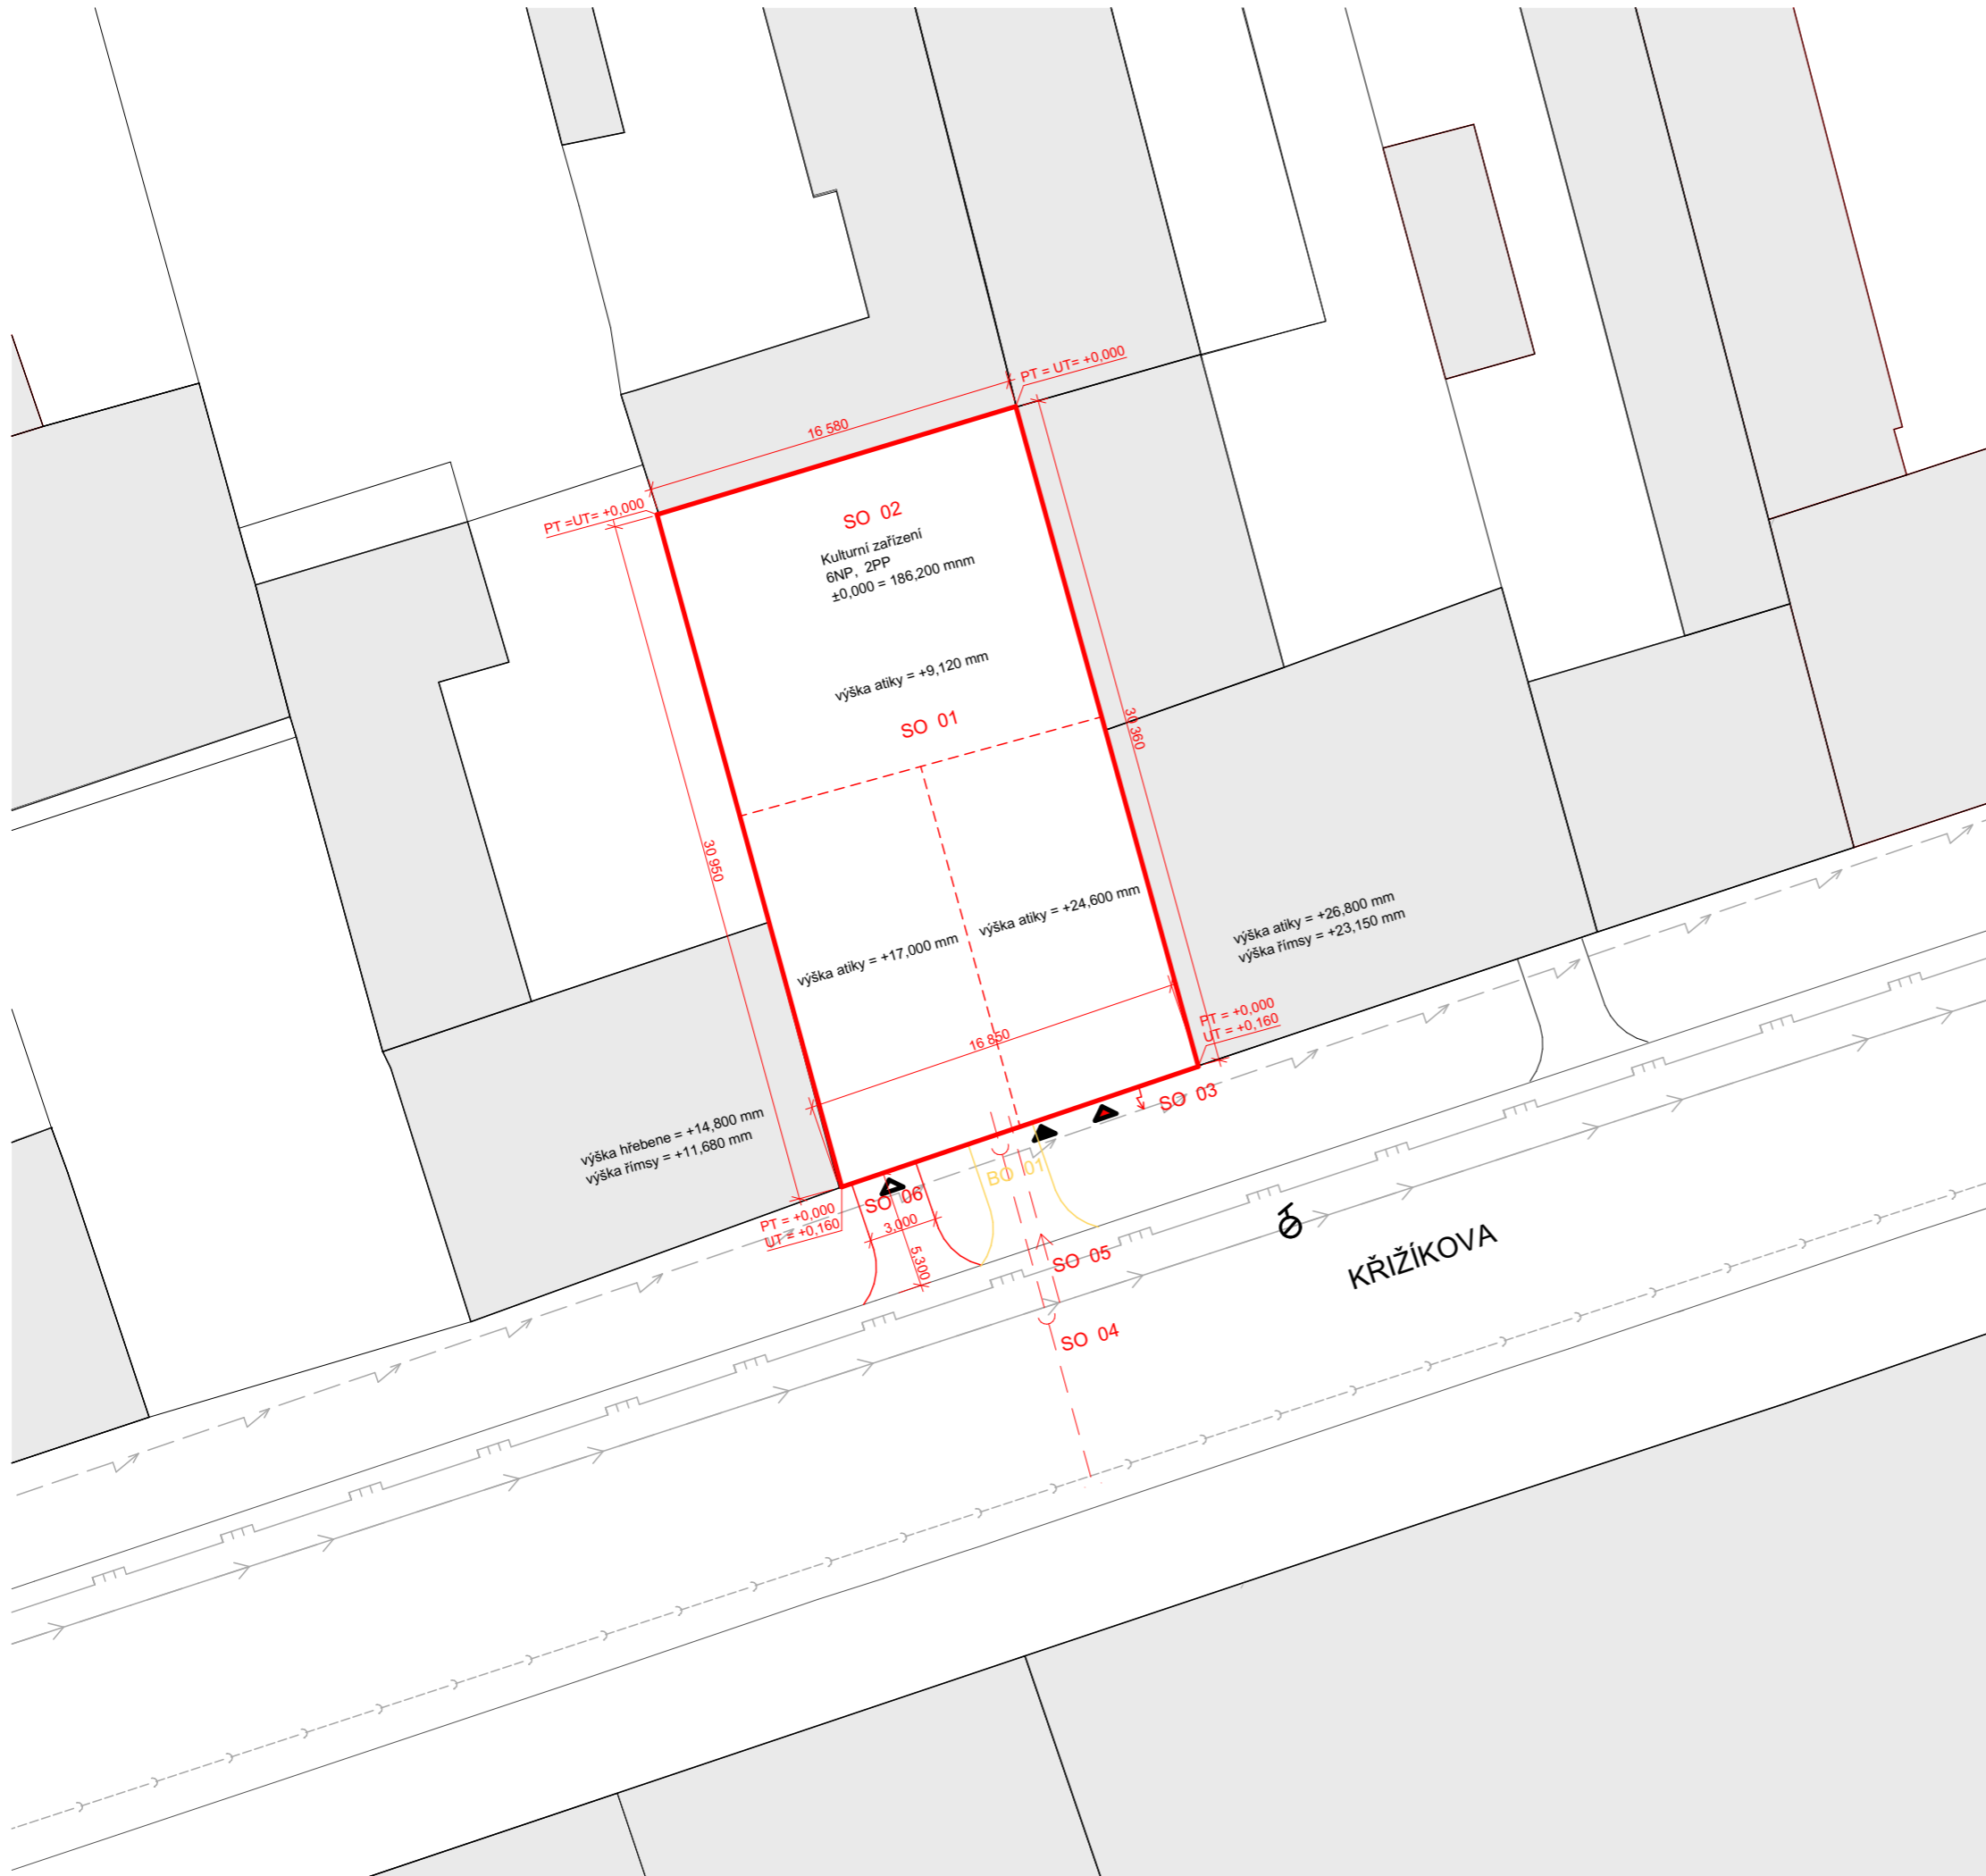 PT = UT= +0,000
16 580
PT =UT= +0,000
SO 02
Kulturní zařízení
6NP, 2PP
±0,000 = 186,200 mnm
výška atiky = +9,120 mm
SO 01
30 360
30 950
výška atiky = +24,600 mm
výška atiky = +17,000 mm
výška atiky = +26,800 mm
výška římsy = +23,150 mm
PT = +0,000
UT = +0,160
16 850
SO 03
výška hřebene = +14,800 mm
výška římsy = +11,680 mm
BO 01
SO 06
PT = +0,000
UT = +0,160
3,000
5,300
SO 05
KŘIŽÍKOVA
SO 04